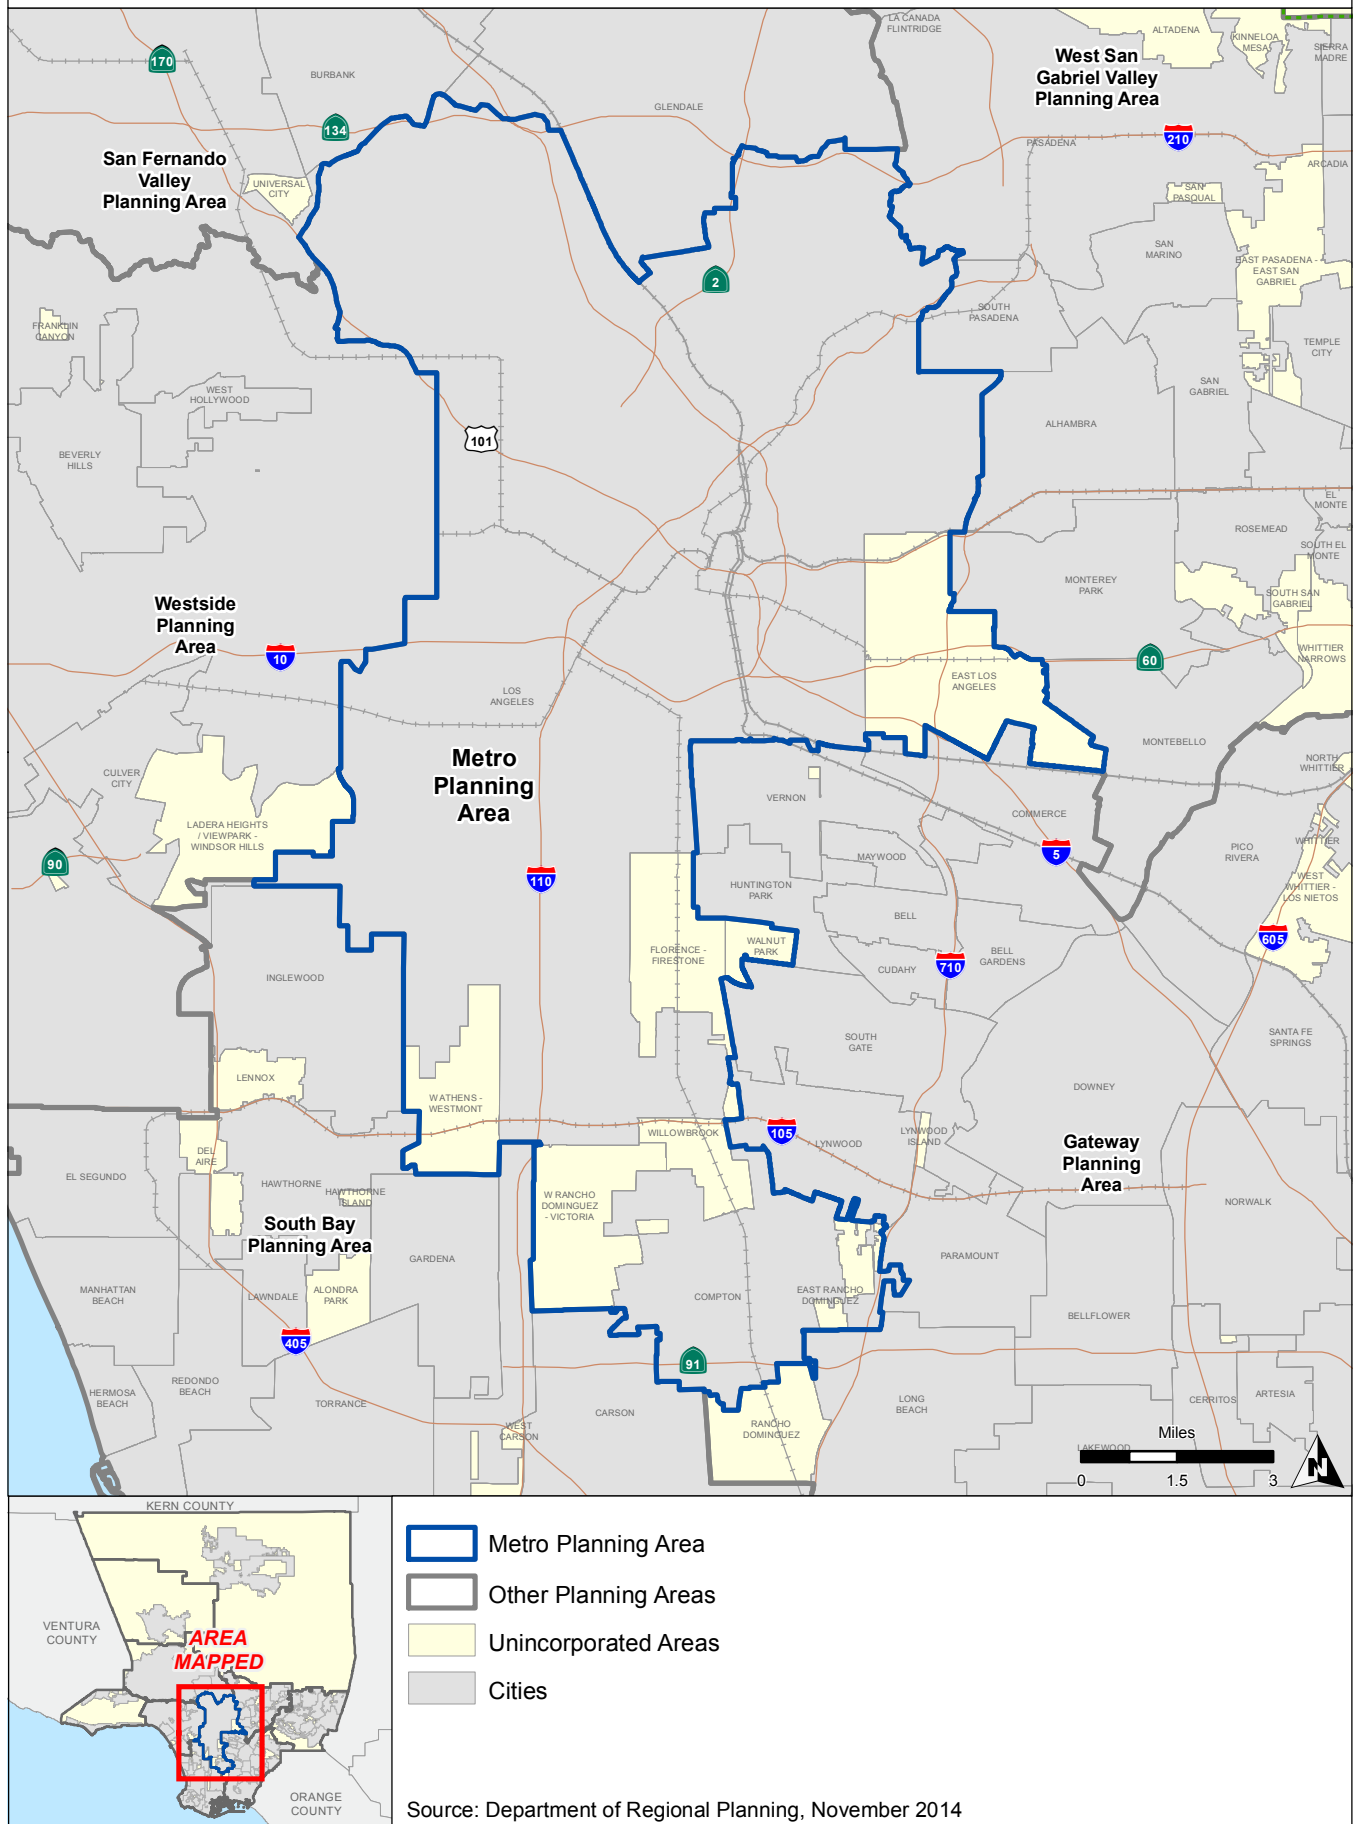 LA CANADA
FLINTRIDGE
ALTADENA
KINNELOA
MESA
SIERRA
MADRE
West San
Gabriel Valley
Planning Area
170
BURBANK
GLENDALE
134
PASADENA
210
ARCADIA
San Fernando
Valley
Planning Area
UNIVERSAL
CITY
SAN
PASQUAL
SAN
MARINO
EAST PASADENA -
EAST SAN
GABRIEL
2
SOUTH
PASADENA
FRANKLIN
CANYON
TEMPLE
CITY
WEST
HOLLYWOOD
SAN
GABRIEL
101
ALHAMBRA
BEVERLY
HILLS
EL
MONTE
ROSEMEAD
SOUTH EL
MONTE
MONTEREY
PARK
SOUTH SAN
GABRIEL
Westside
Planning
Area
10
60
WHITTIER
NARROWS
LOS
ANGELES
EAST LOS
ANGELES
MONTEBELLO
Metro
Planning
Area
NORTH
WHITTIER
CULVER
CITY
VERNON
COMMERCE
LADERA HEIGHTS
/ VIEWPARK -
WINDSOR HILLS
90
5
MAYWOOD
PICO
RIVERA
WHITTIER
110
HUNTINGTON
PARK
WEST
WHITTIER -
LOS NIETOS
BELL
605
FLORENCE -
FIRESTONE
WALNUT
PARK
BELL
GARDENS
CUDAHY
710
INGLEWOOD
SOUTH
GATE
SANTA FE
SPRINGS
LENNOX
DOWNEY
W ATHENS -
WESTMONT
WILLOWBROOK
105
LYNWOOD
LYNWOOD
ISLAND
Gateway
Planning
Area
DEL
AIRE
EL SEGUNDO
HAWTHORNE
HAWTHORNE
ISLAND
W RANCHO
DOMINGUEZ
- VICTORIA
NORWALK
South Bay
Planning Area
GARDENA
PARAMOUNT
MANHATTAN
BEACH
LAWNDALE
ALONDRA
PARK
COMPTON
EAST RANCHO
DOMINGUEZ
BELLFLOWER
405
91
REDONDO
BEACH
HERMOSA
BEACH
TORRANCE
CARSON
WEST
CARSON
RANCHO
DOMINGUEZ
LONG
BEACH
CERRITOS
ARTESIA
LAKEWOOD
Miles
0 1.5 3
N
KERN COUNTY
VENTURA
COUNTY
AREA
MAPPED
ORANGE
COUNTY
Metro Planning Area
Other Planning Areas
Unincorporated Areas
Cities
Source: Department of Regional Planning, November 2014